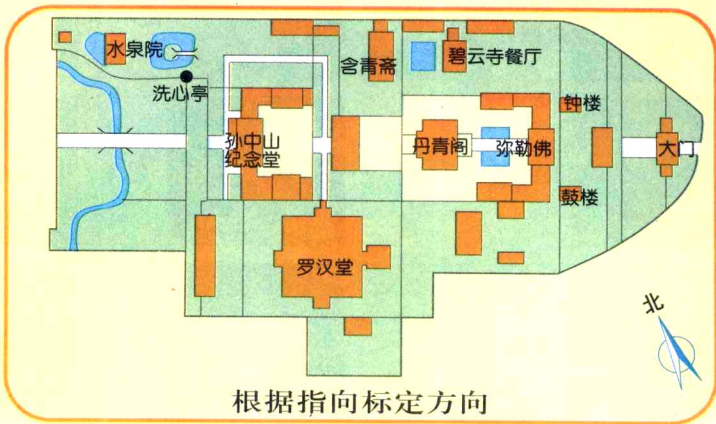 水泉院
含青斋
碧云寺餐厅
洗心亭
钟楼
孙中山
纪念堂
丹青阁
弥勒佛
大门
鼓楼
罗汉堂
北
根据指向标定方向